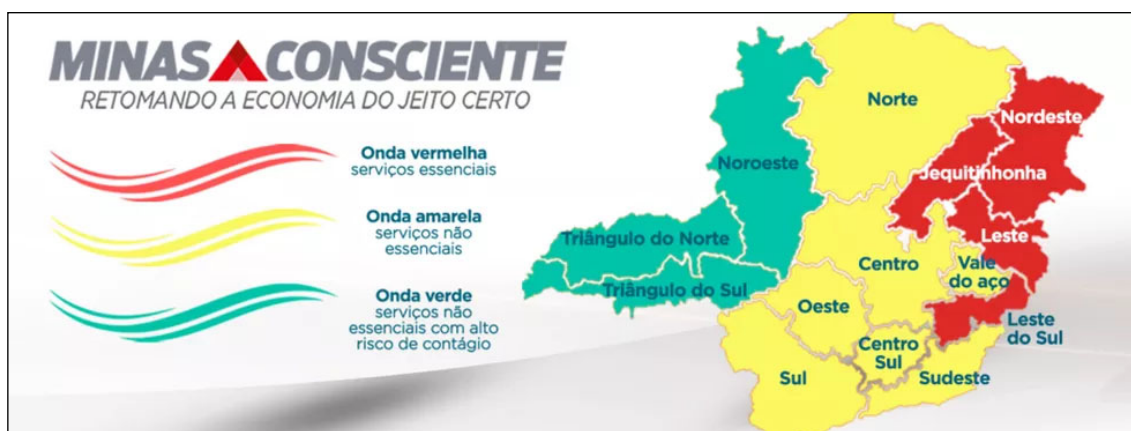 MINAS CONSCIENTE
RETOMANDO A ECONOMIA DO JEITO CERTO
Onda vermelha
serviços essenciais
Onda amarela
serviços não
essenciais
Onda verde
serviços não
essenciais com alto
risco de contágio
Norte
Nordeste
Noroeste
Jequitinhonha
Triângulo do Norte
Leste
Centro
Vale
do aço
Triângulo do Sul
Oeste
Leste
do Sul
Centro
Sul
Sul
Sudeste